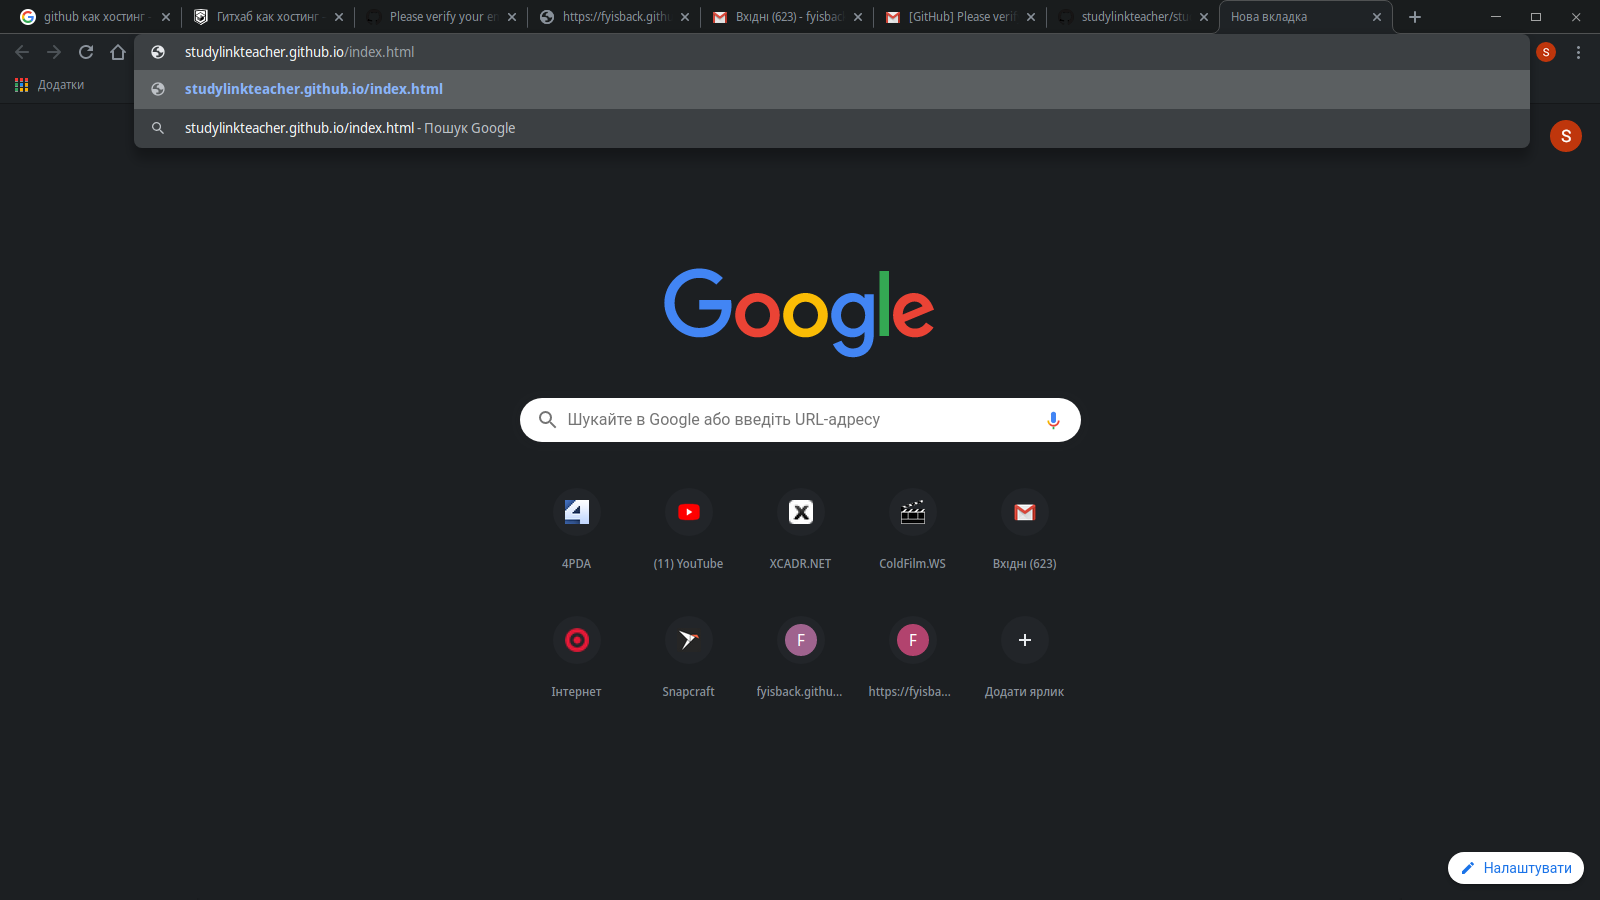 github как хостинг -
Гитхаб как хостинг -
Please verify your em
https://fyisback.githu
Вхідні (623) - fyisbac
[GitHub] Please verif
studylinkteacher/stu
Нова вкладка
studylinkteacher.github.io/index.html
S
Додатки
studylinkteacher.github.io/index.html
studylinkteacher.github.io/index.html - Пошук Google
S
Google
Шукайте в Google або введіть URL-адресу
4PDA
(11) YouTube
XCADR.NET
ColdFilm.WS
Вхідні (623)
F
F
Інтернет
Snapcraft
fyisback.githu...
https://fyisba...
Додати ярлик
Налаштувати